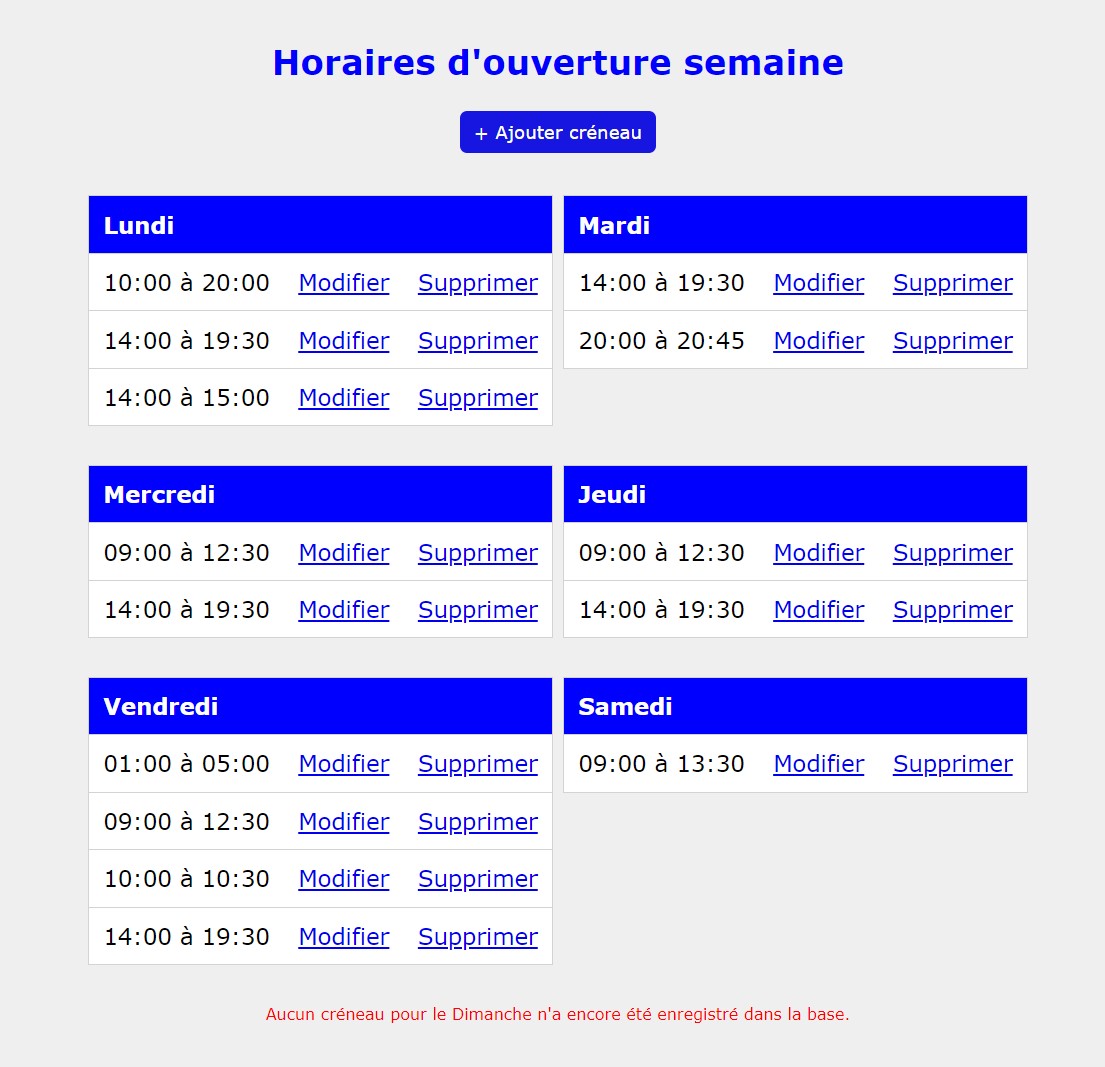 Horaires d'ouverture semaine
+ Ajouter créneau
Lundi
10:00 à 20:00 Modifier Supprimer
14:00 à 19:30 Modifier Supprimer
14:00 à 15:00 Modifier Supprimer
Mardi
14:00 à 19:30 Modifier Supprimer
20:00 à 20:45 Modifier Supprimer
Mercredi
09:00 à 12:30 Modifier Supprimer
14:00 à 19:30 Modifier Supprimer
Jeudi
09:00 à 12:30 Modifier Supprimer
14:00 à 19:30 Modifier Supprimer
Vendredi
01:00 à 05:00 Modifier Supprimer
09:00 à 12:30 Modifier Supprimer
10:00 à 10:30 Modifier Supprimer
14:00 à 19:30 Modifier Supprimer
Samedi
09:00 à 13:30 Modifier Supprimer
Aucun créneau pour le Dimanche n'a encore été enregistré dans la base.